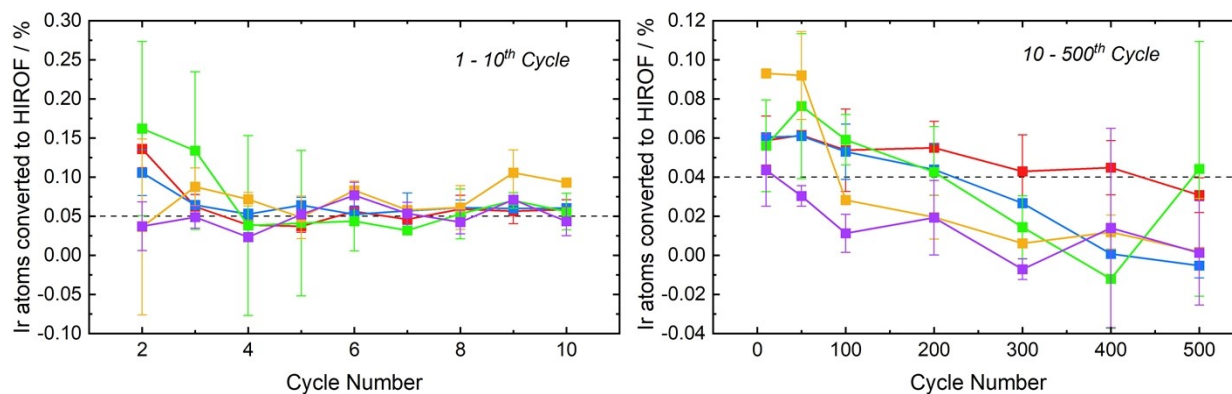 Ir atoms converted to HIROF / %
0.30
0.25
0.20
0.15
0.10
0.05
0.00
-0.05
-0.10
1 - 10th Cycle
2 4 6 8 10
Cycle Number
Ir atoms converted to HIROF / %
0.12
0.10
0.08
0.06
0.04
0.02
0.00
-0.02
-0.04
10 - 500th Cycle
0 100 200 300 400 500
Cycle Number